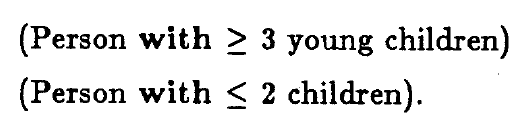 (Person with ≥ 3 young children)
(Person with ≤ 2 children).